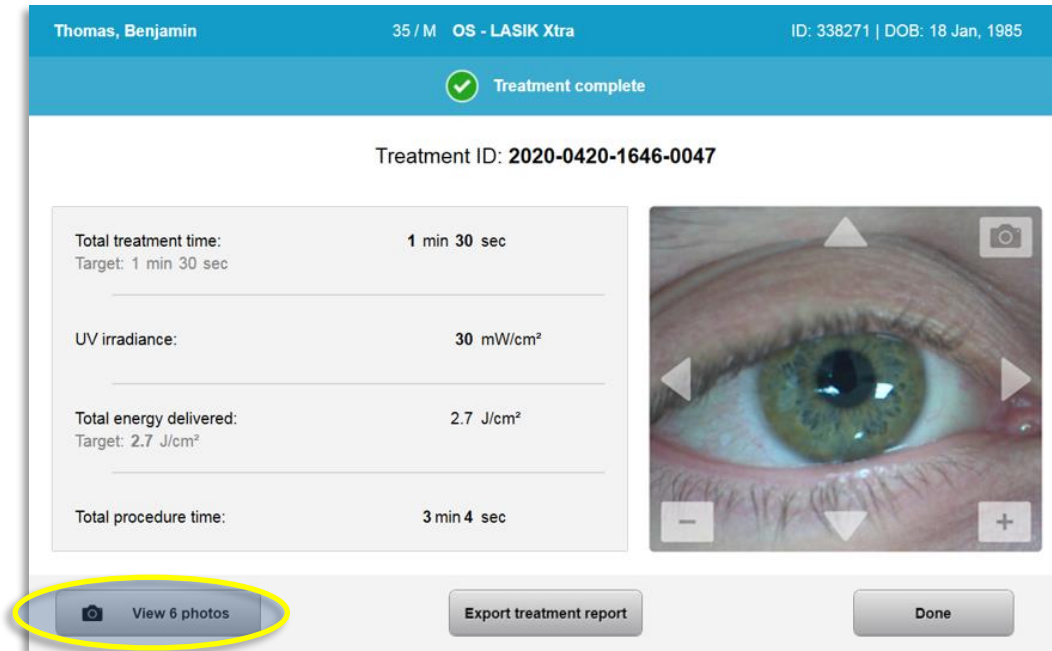 Thomas, Benjamin 35 / M OS - LASIK Xtra ID: 338271 | DOB: 18 Jan, 1985
Treatment complete
Treatment ID: 2020-0420-1646-0047
Total treatment time: 1 min 30 sec
Target: 1 min 30 sec
UV irradiance: 30 mW/cm²
Total energy delivered: 2.7 J/cm²
Target: 2.7 J/cm²
Total procedure time: 3 min 4 sec
View 6 photos Export treatment report Done